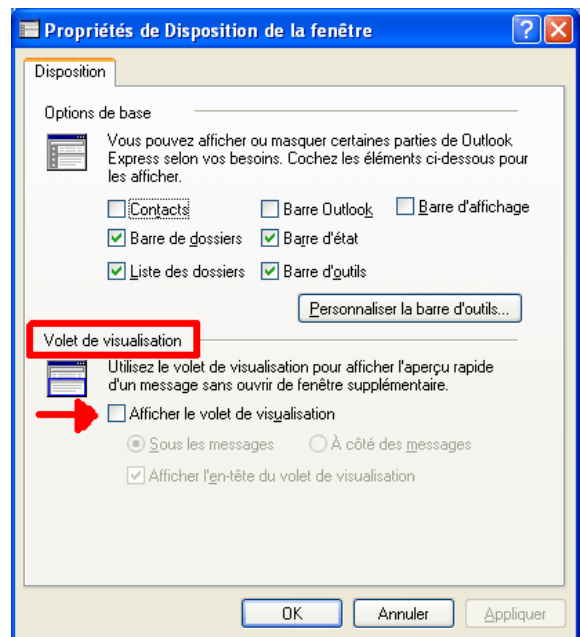 Propriétés de Disposition de la fenêtre
Disposition
Options de base
Vous pouvez afficher ou masquer certaines parties de Outlook
Express selon vos besoins. Cochez les éléments ci-dessous pour
les afficher.
Contacts Barre Outlook Barre d'affichage
Barre de dossiers Barre d'état
Liste des dossiers Barre d'outils
Personnaliser la barre d'outils...
Volet de visualisation
Utilisez le volet de visualisation pour afficher l'aperçu rapide
d'un message sans ouvrir de fenêtre supplémentaire.
Afficher le volet de visualisation
Sous les messages À côté des messages
Afficher l'en-tête du volet de visualisation
OK Annuler Appliquer